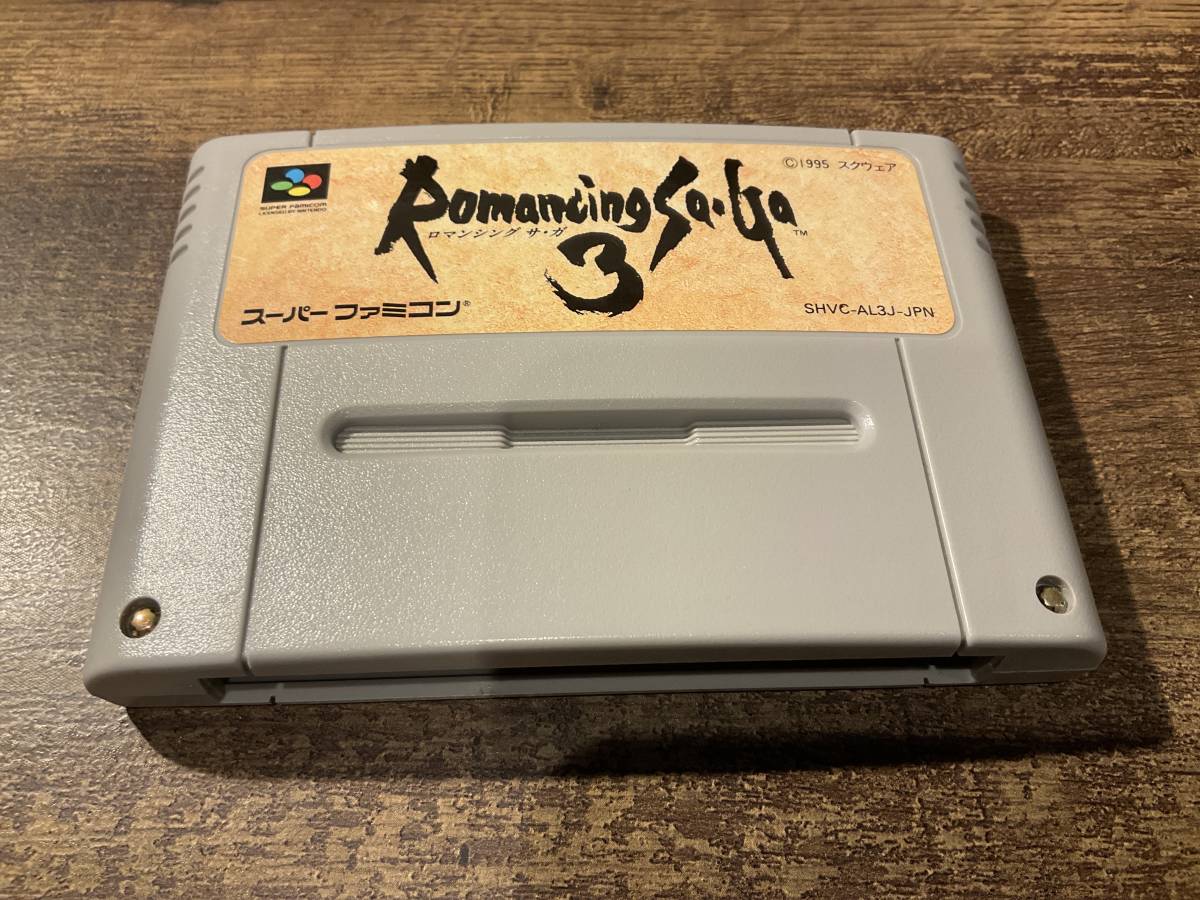 SUPER FAMICOM
LICENSED BY NINTENDO
Romancing Sa・Ga
ロマンシング サ・ガ
™
3
Ⓒ1995 スクウェア
スーパーファミコン®
SHVC-AL3J-JPN